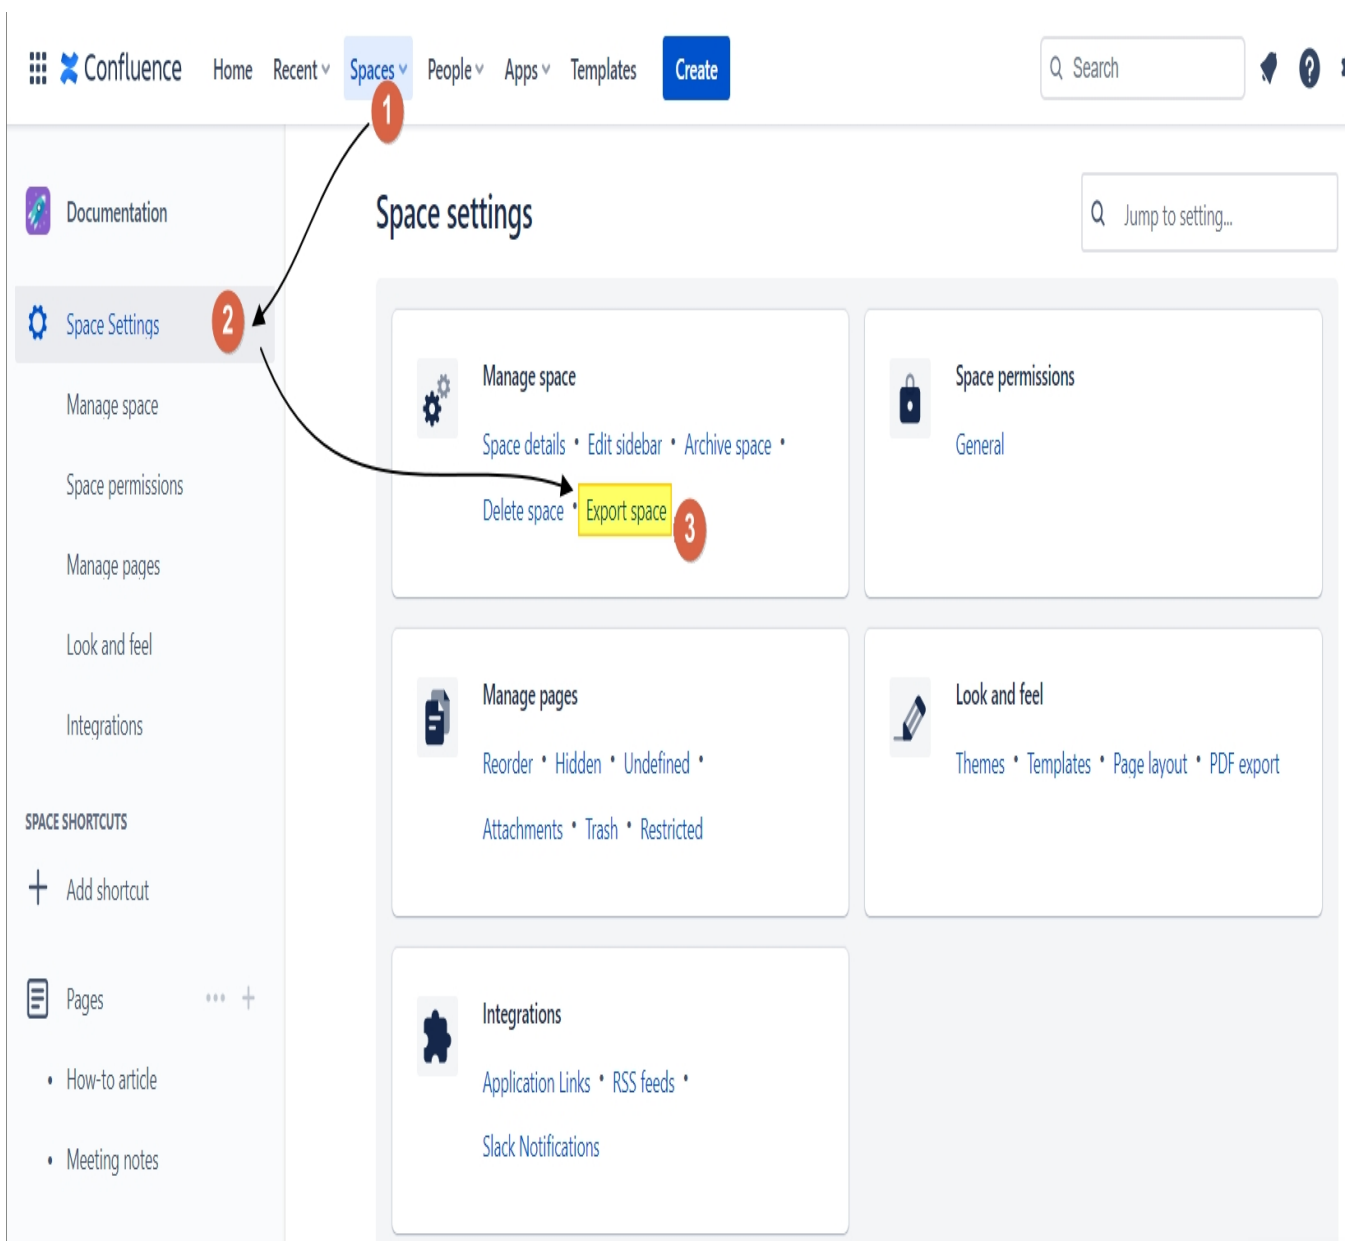 Confluence Home Recent Spaces People Apps Templates Create Search ?
1
Documentation
Space settings
Jump to setting...
Space Settings 2
Manage space
Space permissions
Manage pages
Look and feel
Integrations
SPACE SHORTCUTS
Add shortcut
Pages ••• +
• How-to article
• Meeting notes
Manage space
Space details • Edit sidebar • Archive space •
Delete space • Export space 3
Space permissions
General
Manage pages
Reorder • Hidden • Undefined •
Attachments • Trash • Restricted
Look and feel
Themes • Templates • Page layout • PDF export
Integrations
Application Links • RSS feeds •
Slack Notifications